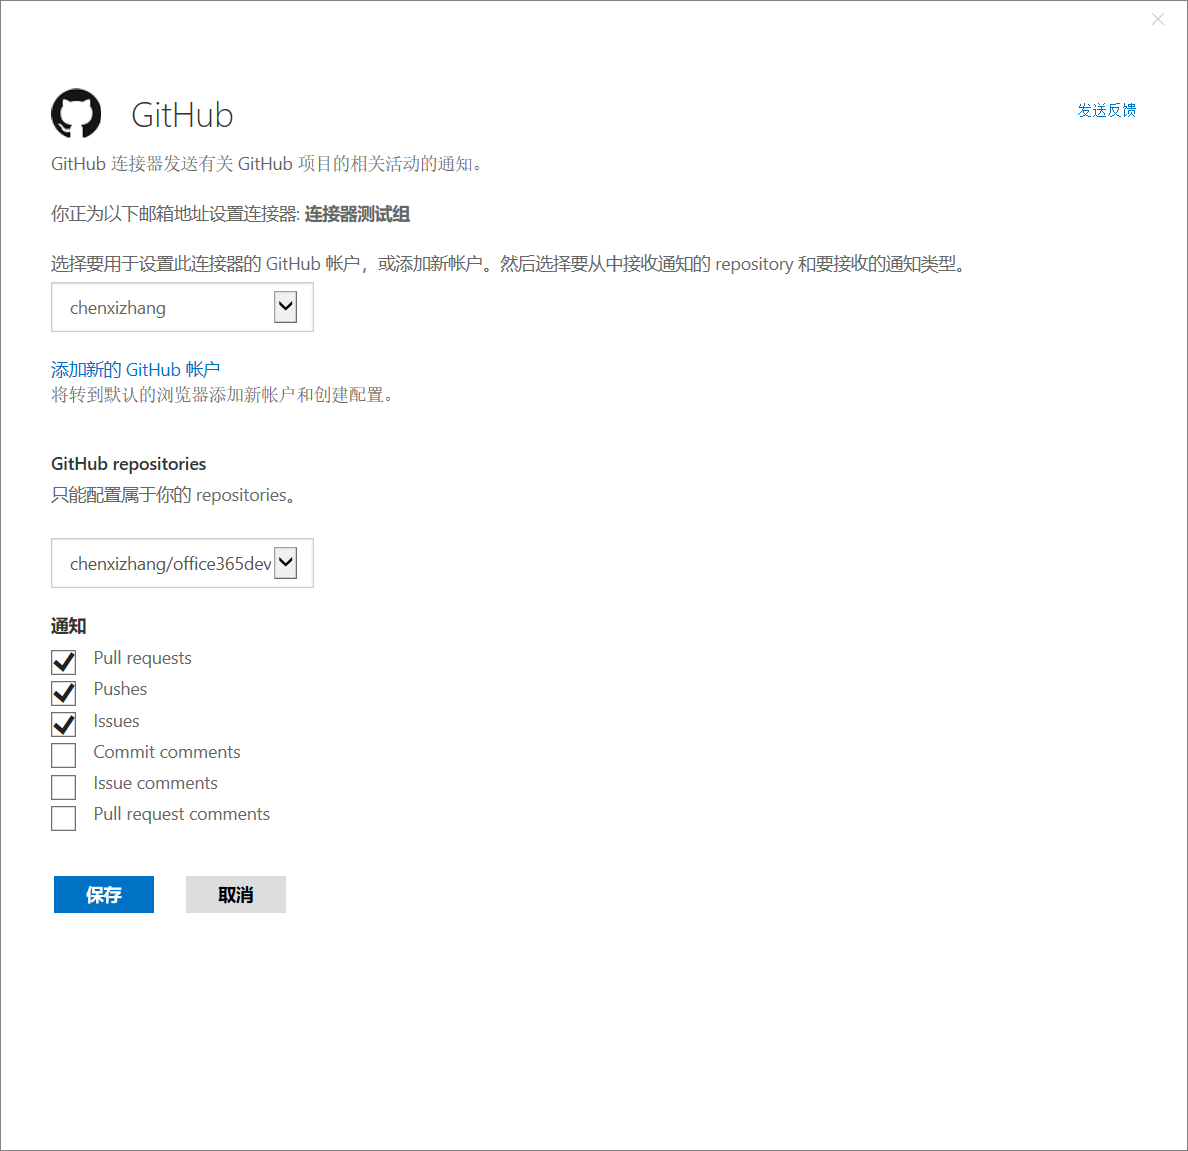 GitHub
发送反馈
GitHub 连接器发送有关 GitHub 项目的相关活动的通知。
你正为以下邮箱地址设置连接器: 连接器测试组
选择要用于设置此连接器的 GitHub 帐户，或添加新帐户。然后选择要从中接收通知的 repository 和要接收的通知类型。
chenxizhang
添加新的 GitHub 帐户
将转到默认的浏览器添加新帐户和创建配置。
GitHub repositories
只能配置属于你的 repositories。
chenxizhang/office365dev
通知
Pull requests
Pushes
Issues
Commit comments
Issue comments
Pull request comments
保存 取消